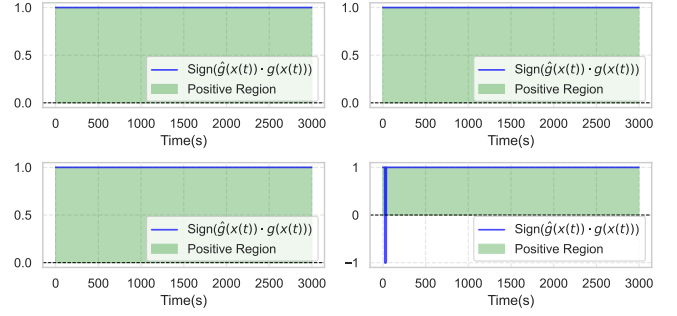 1.0
0.5
0.0
Sign(ĝ(x(t)) · g(x(t)))
Positive Region
0 500 1000 1500 2000 2500 3000
Time(s)
1.0
0.5
0.0
Sign(ĝ(x(t)) · g(x(t)))
Positive Region
0 500 1000 1500 2000 2500 3000
Time(s)
1.0
0.5
0.0
Sign(ĝ(x(t)) · g(x(t)))
Positive Region
0 500 1000 1500 2000 2500 3000
Time(s)
1
0
−1
Sign(ĝ(x(t)) · g(x(t)))
Positive Region
0 500 1000 1500 2000 2500 3000
Time(s)